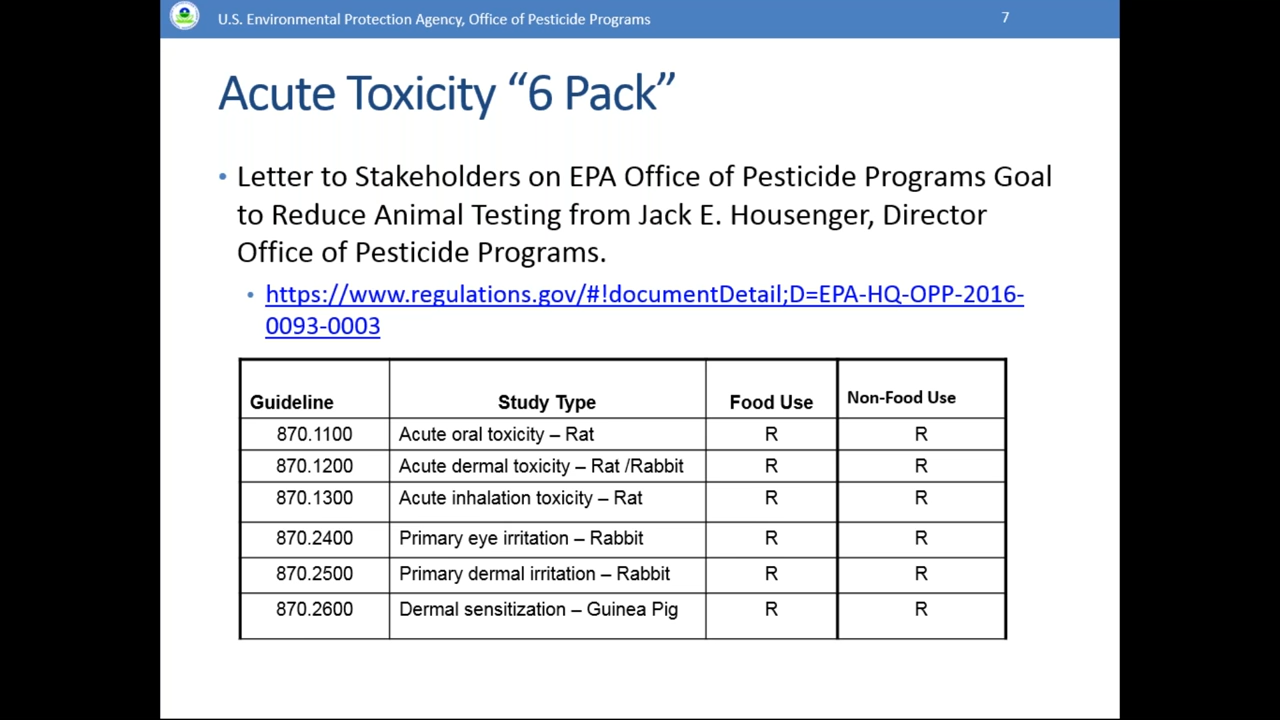 U.S. Environmental Protection Agency, Office of Pesticide Programs 7
Acute Toxicity “6 Pack”
• Letter to Stakeholders on EPA Office of Pesticide Programs Goal
to Reduce Animal Testing from Jack E. Housenger, Director
Office of Pesticide Programs.
• https://www.regulations.gov/#!documentDetail;D=EPA-HQ-OPP-2016-
0093-0003
Guideline Study Type Food Use Non-Food Use
870.1100 Acute oral toxicity – Rat R R
870.1200 Acute dermal toxicity – Rat /Rabbit R R
870.1300 Acute inhalation toxicity – Rat R R
870.2400 Primary eye irritation – Rabbit R R
870.2500 Primary dermal irritation – Rabbit R R
870.2600 Dermal sensitization – Guinea Pig R R